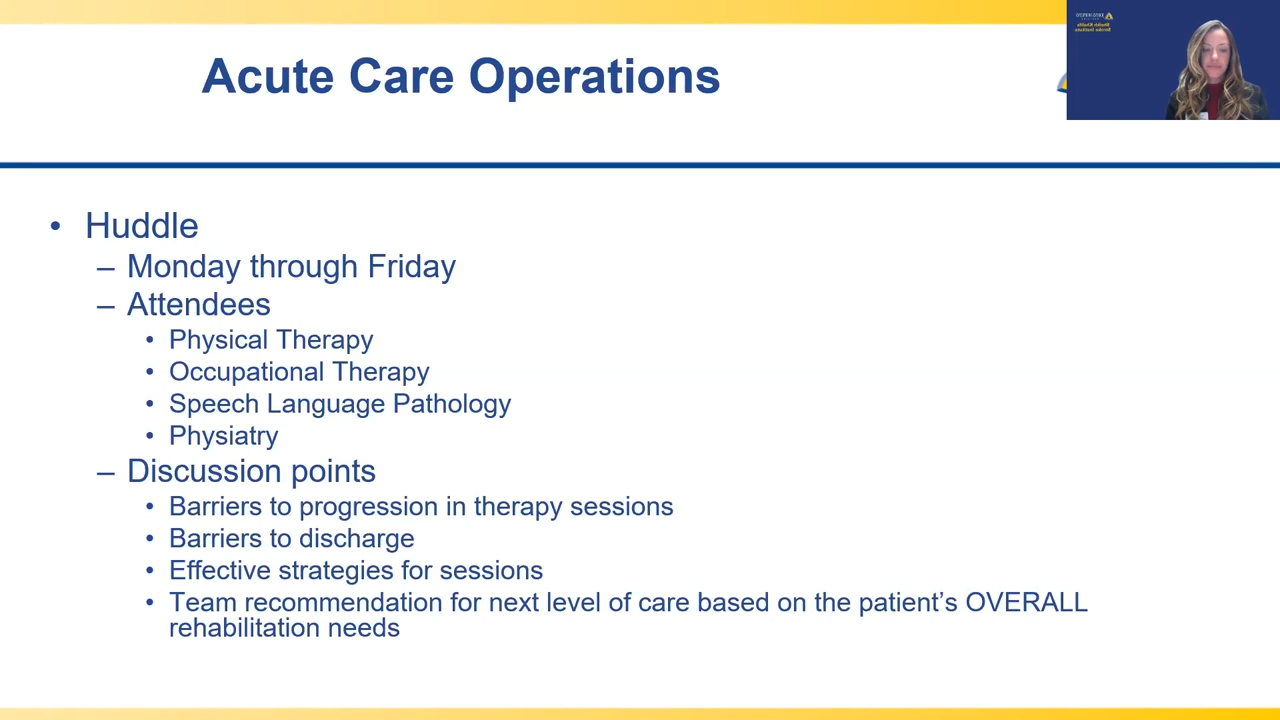 Acute Care Operations
• Huddle
– Monday through Friday
– Attendees
• Physical Therapy
• Occupational Therapy
• Speech Language Pathology
• Physiatry
– Discussion points
• Barriers to progression in therapy sessions
• Barriers to discharge
• Effective strategies for sessions
• Team recommendation for next level of care based on the patient’s OVERALL
rehabilitation needs